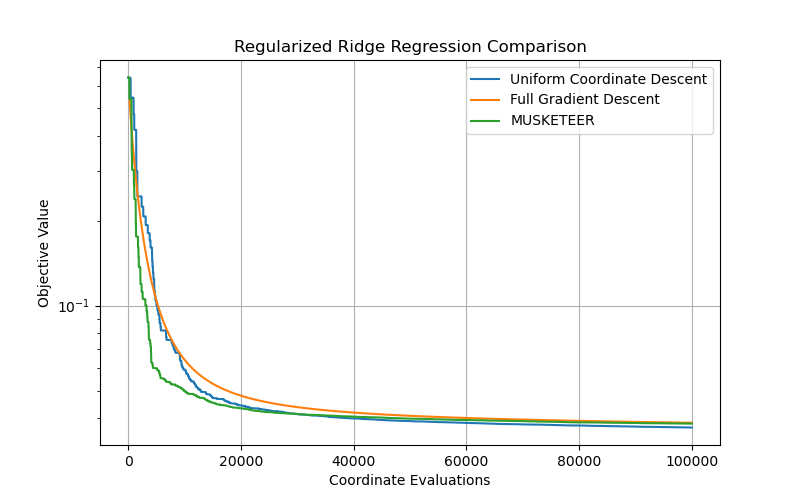 Regularized Ridge Regression Comparison
Uniform Coordinate Descent
Full Gradient Descent
MUSKETEER
Objective Value
10⁻¹
0 20000 40000 60000 80000 100000
Coordinate Evaluations